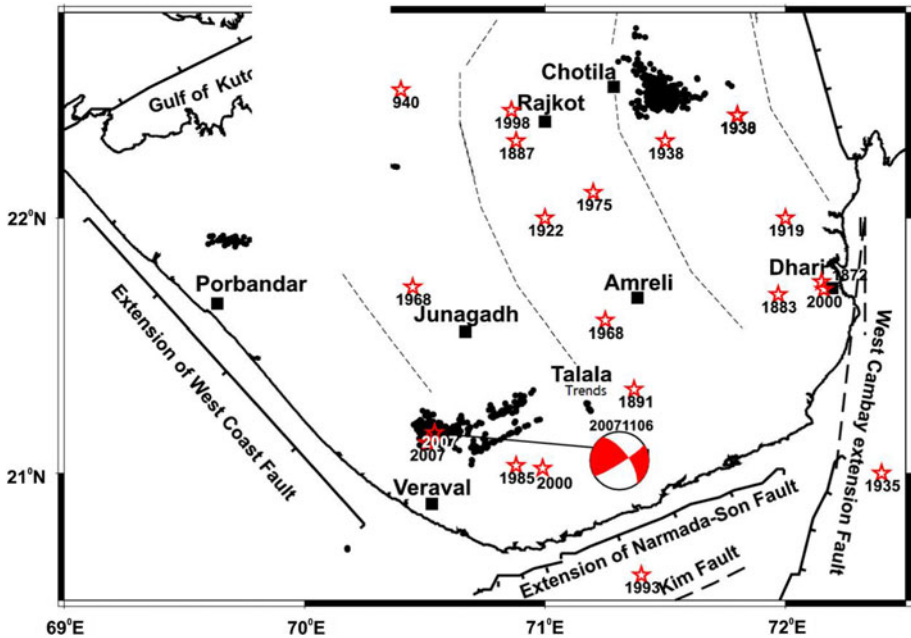 Gulf of Kutc
Chotila
940
1998
Rajkot
1887
1938
1938
22°N
1975
1922
1919
Dhari
1872
2000
1883
Porbandar
1968
Junagadh
Amreli
1968
Talala
Trends
1891
20071106
2007
2007
21°N
1985
2000
Veraval
1935
1993
Extension of West Coast Fault
Extension of Narmada-Son Fault
Kim Fault
West Cambay extension Fault
69°E
70°E
71°E
72°E